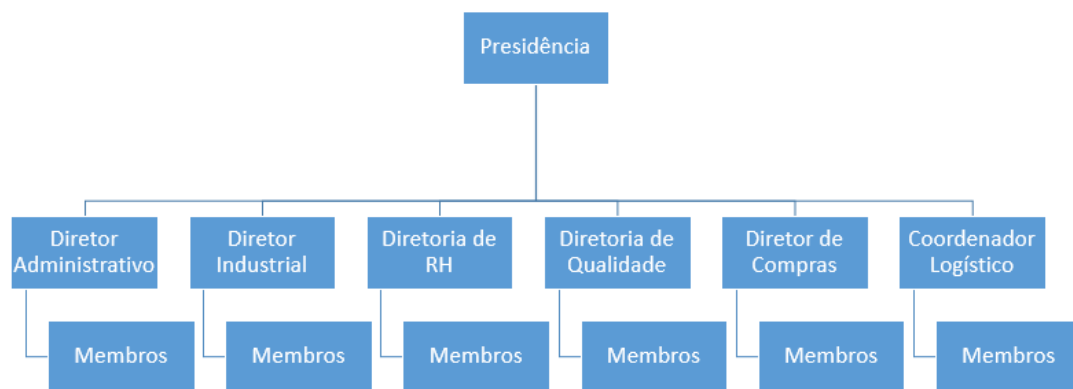 Presidência
Diretor
Administrativo
Diretor
Industrial
Diretoria de
RH
Diretoria de
Qualidade
Diretor de
Compras
Coordenador
Logístico
Membros
Membros
Membros
Membros
Membros
Membros